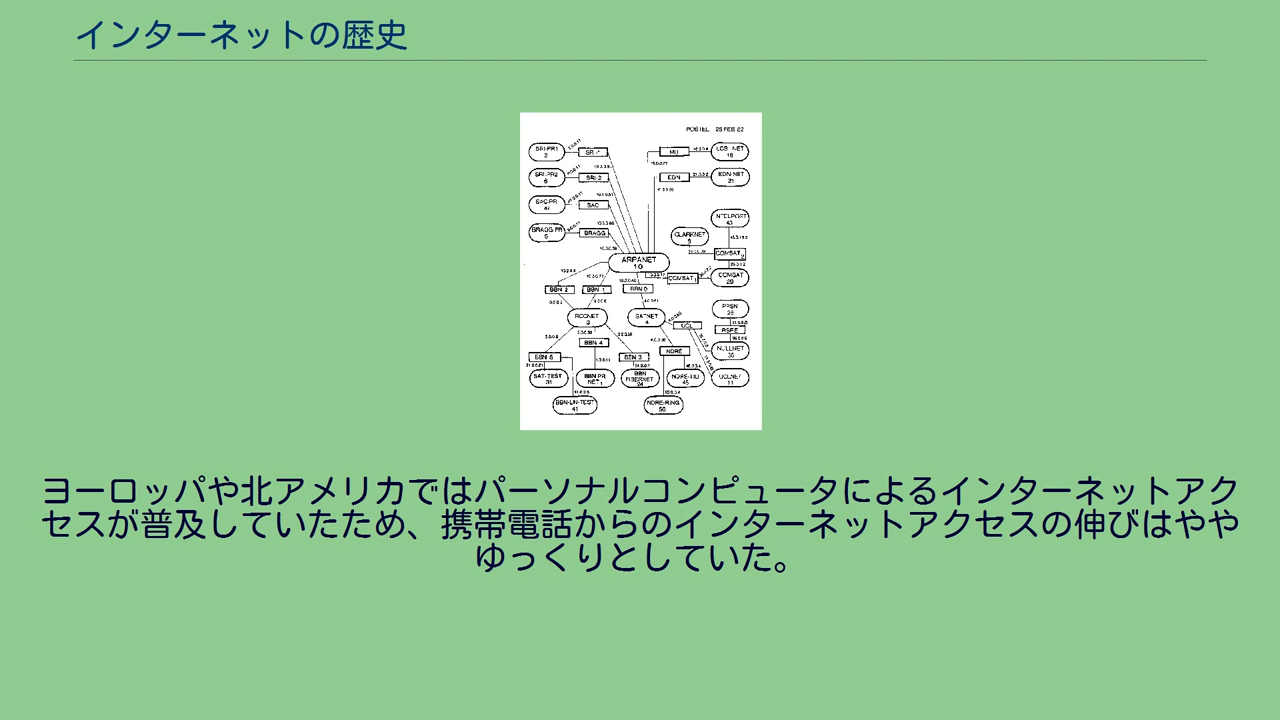 インターネットの歴史
POSTEL 25 FEB 82
SRI-PR1
2
SRI-PR2
6
SRI-2
SAC-PR
47
SAC
BRAGG-PR
9
BRAGG
MIT
LCS-NET
18
EDN
EDN-NET
21
INTELPOST
43
CLARKNET
8
COMSAT
COMSAT
COMSAT
29
ARPANET
10
BBN 2
BBN 1
BBN 0
RCCNET
3
SATNET
4
UCL
PPSN
25
RSRE
NULLNET
35
UCLNET
11
BBN 4
BBN 5
BBN 3
NDRE
SAT-TEST
31
BBN-PR
NET 1
BBN
FIBERNET
24
45
BBN-LN-TEST
41
NDRE-RING
50
ヨーロッパや北アメリカではパーソナルコンピュータによるインターネットアク
セスが普及していたため、携帯電話からのインターネットアクセスの伸びはやや
ゆっくりとしていた。